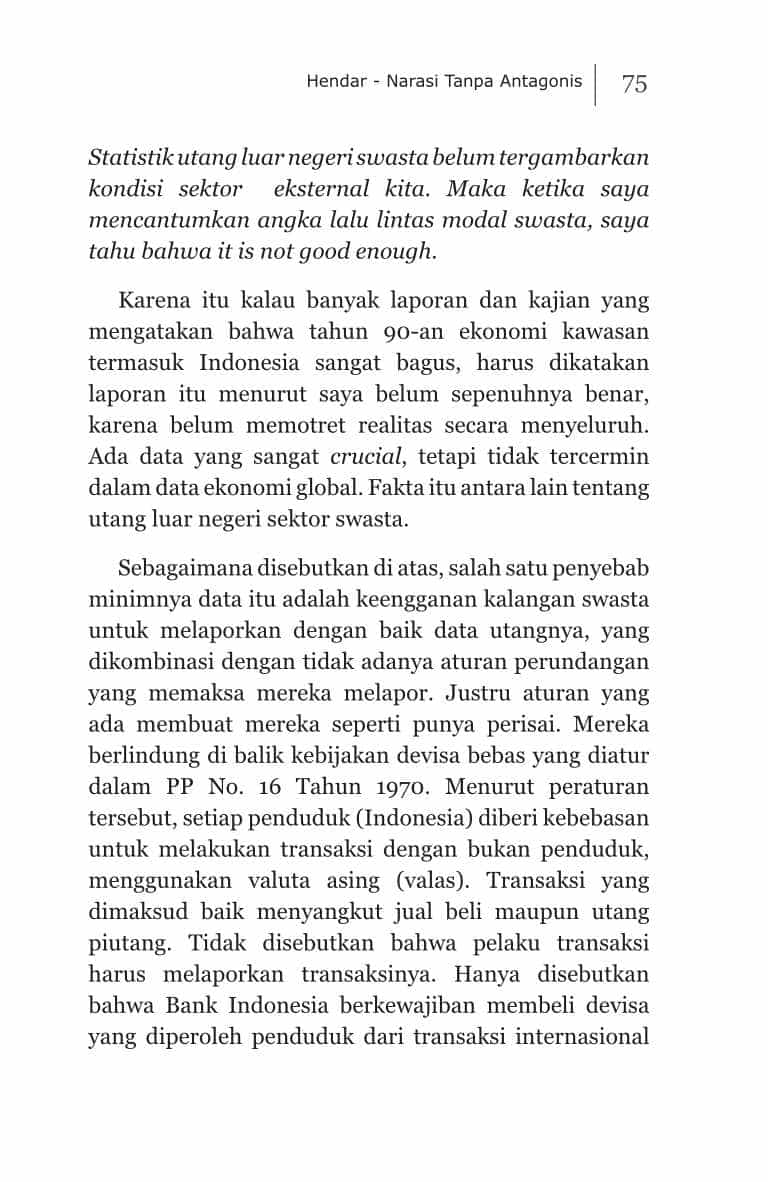 Hendar - Narasi Tanpa Antagonis 75
Statistik utang luar negeri swasta belum tergambarkan
kondisi sektor eksternal kita. Maka ketika saya
mencantumkan angka lalu lintas modal swasta, saya
tahu bahwa it is not good enough.
Karena itu kalau banyak laporan dan kajian yang
mengatakan bahwa tahun 90-an ekonomi kawasan
termasuk Indonesia sangat bagus, harus dikatakan
laporan itu menurut saya belum sepenuhnya benar,
karena belum memotret realitas secara menyeluruh.
Ada data yang sangat crucial, tetapi tidak tercermin
dalam data ekonomi global. Fakta itu antara lain tentang
utang luar negeri sektor swasta.
Sebagaimana disebutkan di atas, salah satu penyebab
minimnya data itu adalah keengganan kalangan swasta
untuk melaporkan dengan baik data utangnya, yang
dikombinasi dengan tidak adanya aturan perundangan
yang memaksa mereka melapor. Justru aturan yang
ada membuat mereka seperti punya perisai. Mereka
berlindung di balik kebijakan devisa bebas yang diatur
dalam PP No. 16 Tahun 1970. Menurut peraturan
tersebut, setiap penduduk (Indonesia) diberi kebebasan
untuk melakukan transaksi dengan bukan penduduk,
menggunakan valuta asing (valas). Transaksi yang
dimaksud baik menyangkut jual beli maupun utang
piutang. Tidak disebutkan bahwa pelaku transaksi
harus melaporkan transaksinya. Hanya disebutkan
bahwa Bank Indonesia berkewajiban membeli devisa
yang diperoleh penduduk dari transaksi internasional